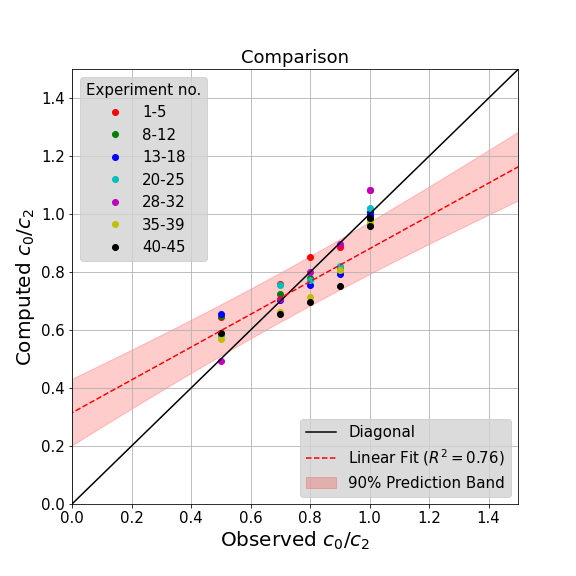 Comparison
Computed c₀/c₂
1.4
1.2
1.0
0.8
0.6
0.4
0.2
0.0
Experiment no.
1-5
8-12
13-18
20-25
28-32
35-39
40-45
Diagonal
Linear Fit (R² = 0.76)
90% Prediction Band
0.0 0.2 0.4 0.6 0.8 1.0 1.2 1.4
Observed c₀/c₂